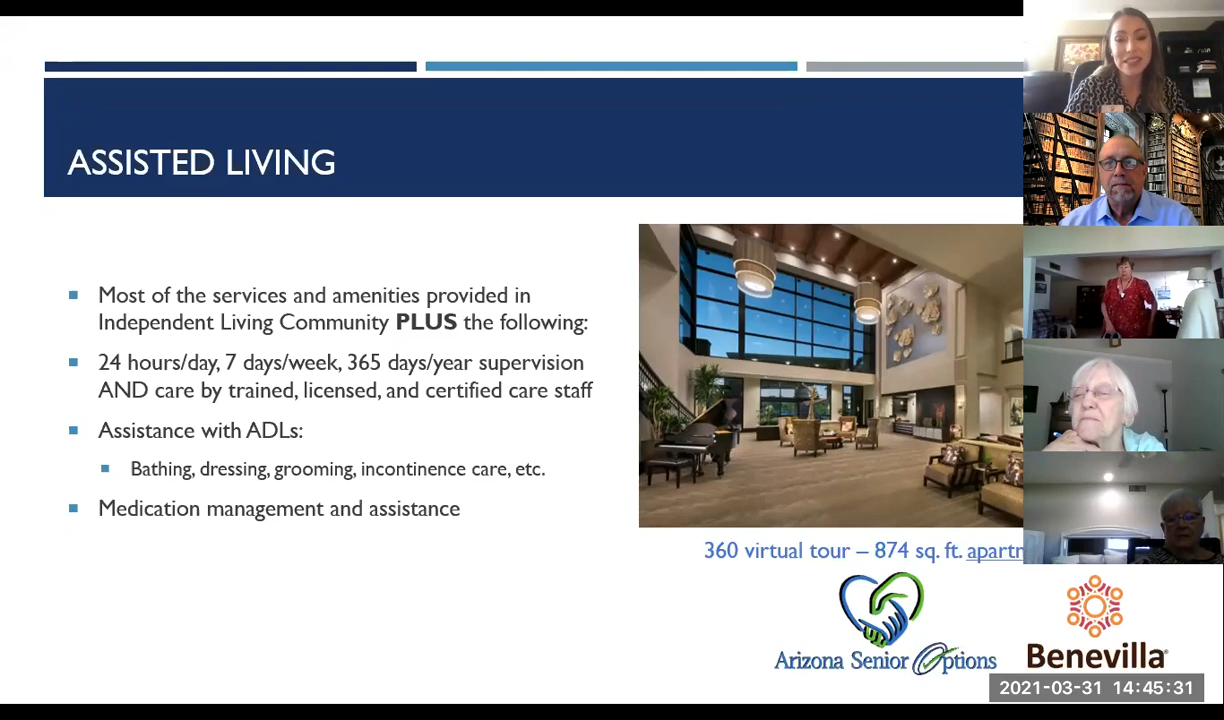 ASSISTED LIVING
Most of the services and amenities provided in
Independent Living Community PLUS the following:
24 hours/day, 7 days/week, 365 days/year supervision
AND care by trained, licensed, and certified care staff
Assistance with ADLs:
Bathing, dressing, grooming, incontinence care, etc.
Medication management and assistance
360 virtual tour – 874 sq. ft. apartm
Arizona Senior Options
Benevilla
2021-03-31 14:45:31